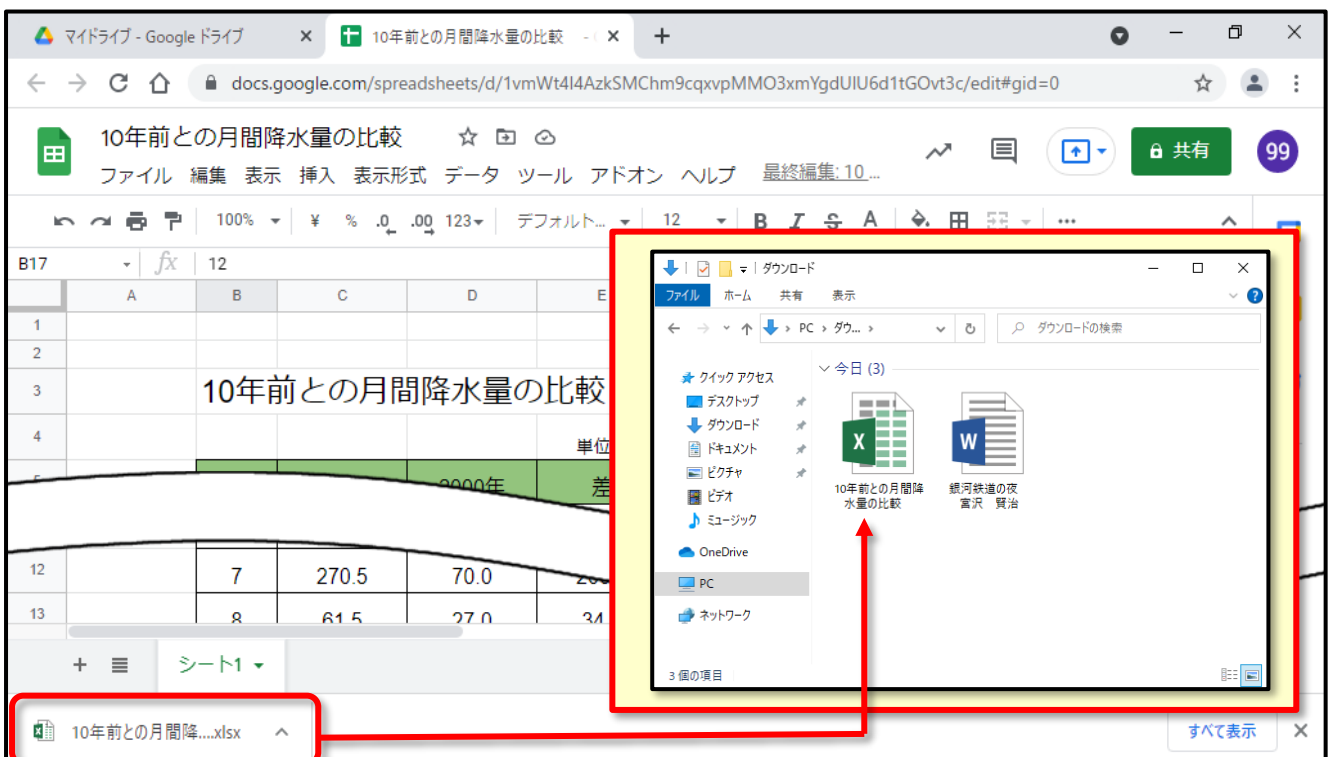 マイドライブ - Google ドライブ
10年前との月間降水量の比較 -
docs.google.com/spreadsheets/d/1vmWt4I4AzkSMChm9cqxvpMMO3xmYgdUlU6d1tGOvt3c/edit#gid=0
10年前との月間降水量の比較
ファイル 編集 表示 挿入 表示形式 データ ツール アドオン ヘルプ 最終編集: 10 ...
共有
99
100% ¥ % .0 .00 123 デフォルト... 12 B I S A
B17 fx 12
A B C D E
1
2
3 10年前との月間降水量の比較
4 単位
差
12 7 270.5 70.0
13 8 61.5 27.0 34
シート1
10年前との月間降....xlsx
すべて表示
ダウンロード
ファイル ホーム 共有 表示
PC › ダウ... ›
ダウンロードの検索
クイック アクセス
デスクトップ
ダウンロード
ドキュメント
ピクチャ
ビデオ
ミュージック
OneDrive
PC
ネットワーク
今日 (3)
X
W
10年前との月間降
水量の比較
銀河鉄道の夜
宮沢 賢治
3 個の項目